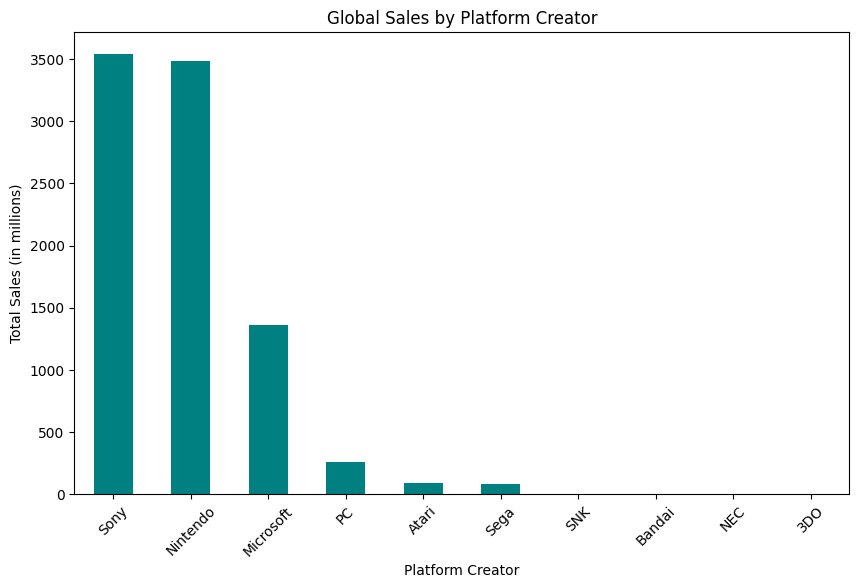 Global Sales by Platform Creator
Total Sales (in millions)
3500
3000
2500
2000
1500
1000
500
0
Sony
Nintendo
Microsoft
PC
Atari
Sega
SNK
Bandai
NEC
3DO
Platform Creator